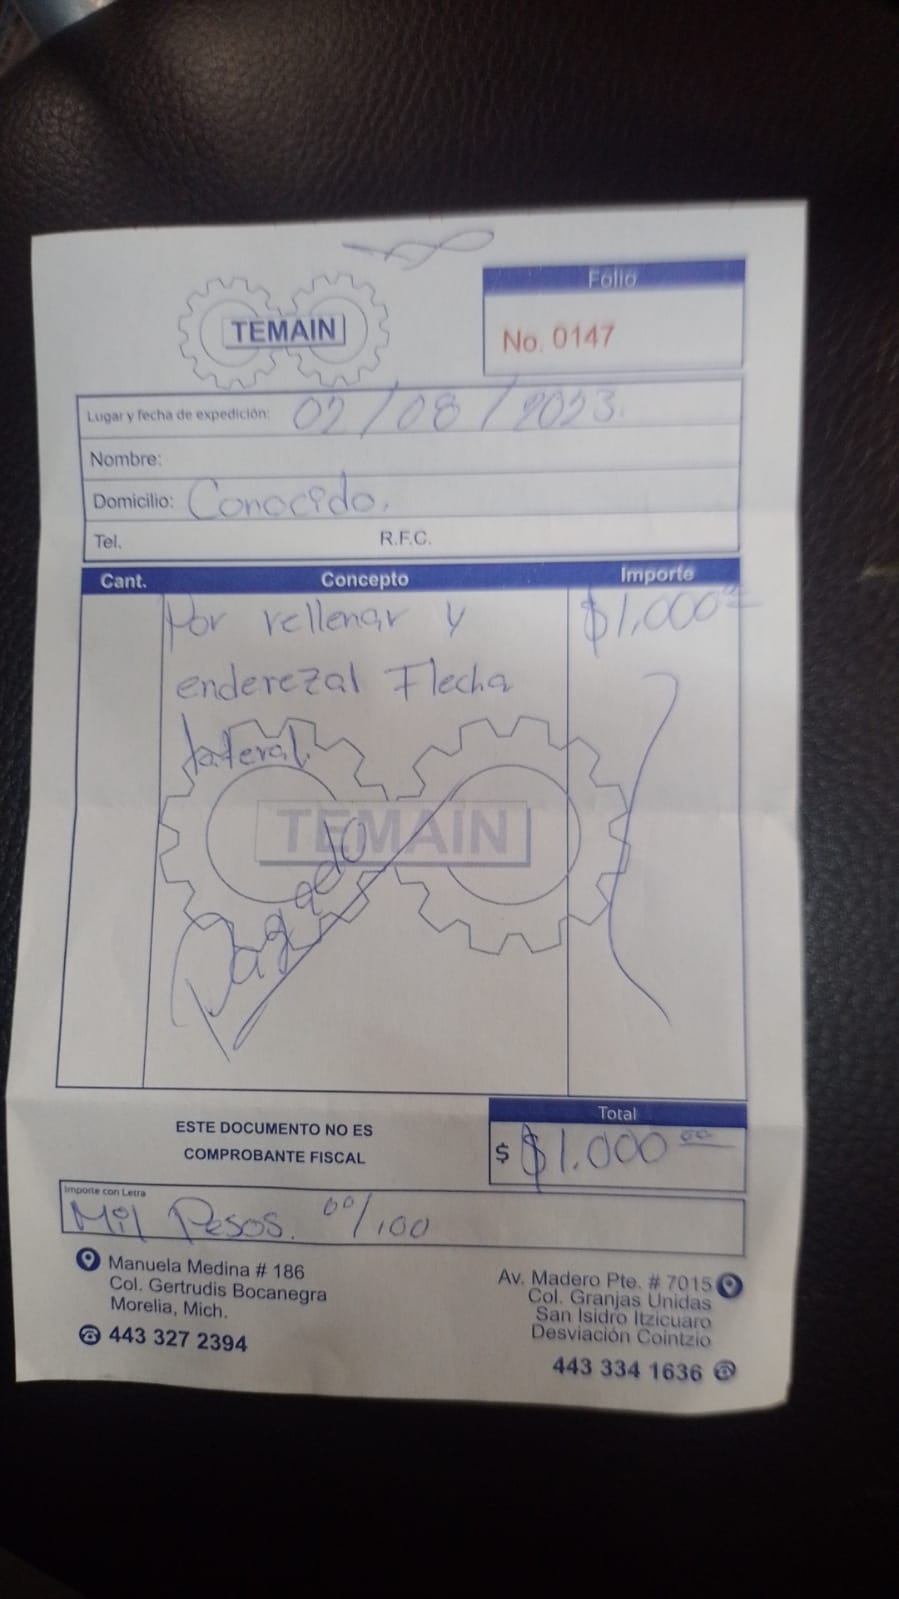 TEMAIN
Folio
No. 0147
Lugar y fecha de expedición: 02/08/2023.
Nombre:
Domicilio: Conocido.
Tel. R.F.C.
Cant. Concepto Importe
Por rellenar y $1,000.00
enderezal Flecha
lateral.
TEMAIN
Pagado
ESTE DOCUMENTO NO ES
COMPROBANTE FISCAL
Total
$ $1.000 00
Importe con Letra
Mil Pesos. 00/100
Manuela Medina # 186
Col. Gertrudis Bocanegra
Morelia, Mich.
443 327 2394
Av. Madero Pte. # 7015
Col. Granjas Unidas
San Isidro Itzicuaro
Desviación Cointzio
443 334 1636